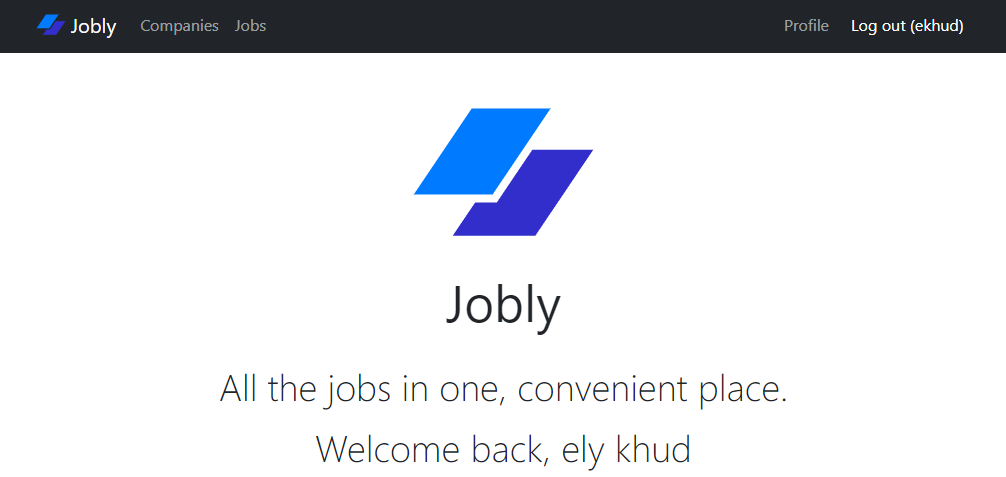 Jobly Companies Jobs Profile Log out (ekhud)
Jobly
All the jobs in one, convenient place.
Welcome back, ely khud